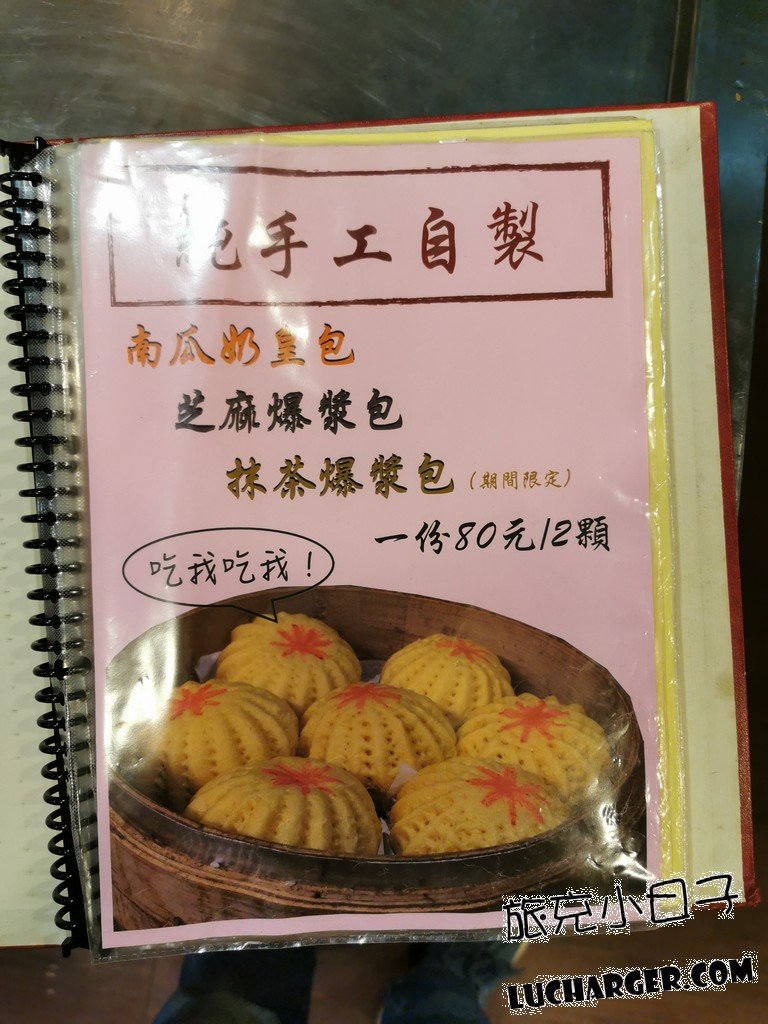 純手工自製
南瓜奶皇包
芝麻爆漿包
抹茶爆漿包(期間限定)
一份80元/2顆
吃我吃我!
旅克小日子
LUCHARGER.COM